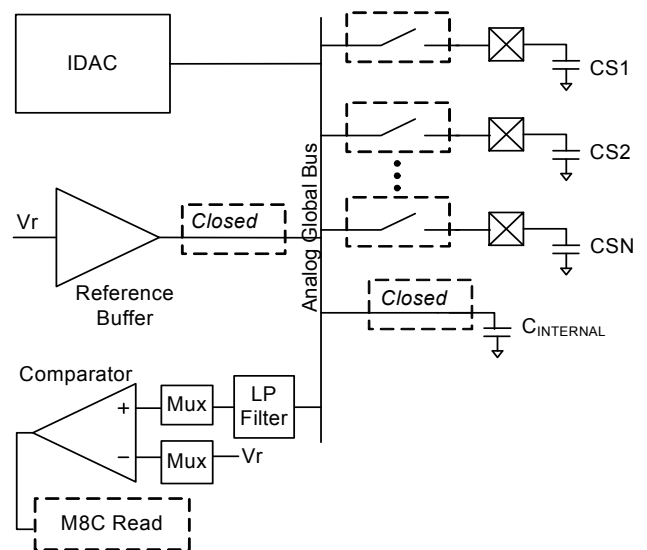 IDAC
CS1
CS2
Analog Global Bus
Vr
Closed
CSN
Reference
Buffer
Closed
CINTERNAL
Comparator
+
Mux
LP
Filter
−
Mux
Vr
M8C Read